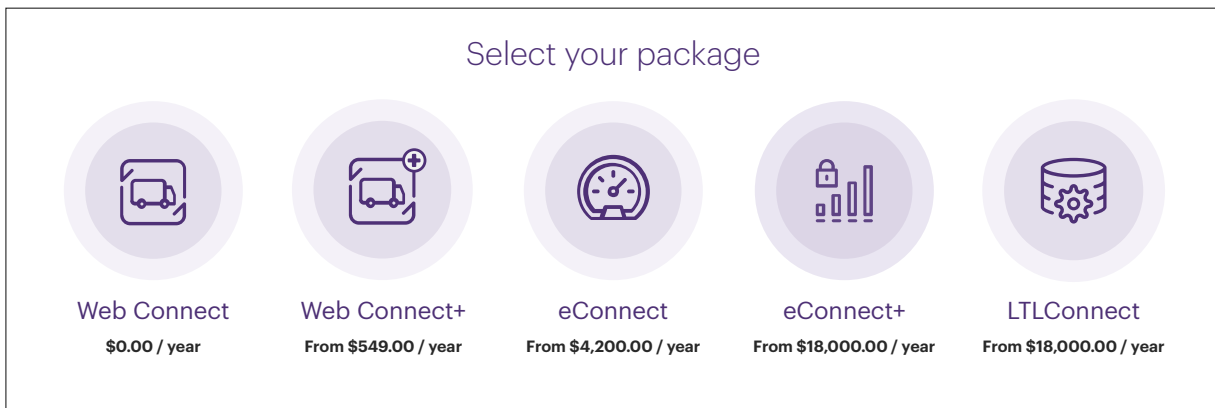 Select your package
Web Connect
$0.00 / year
Web Connect+
From $549.00 / year
eConnect
From $4,200.00 / year
eConnect+
From $18,000.00 / year
LTLConnect
From $18,000.00 / year